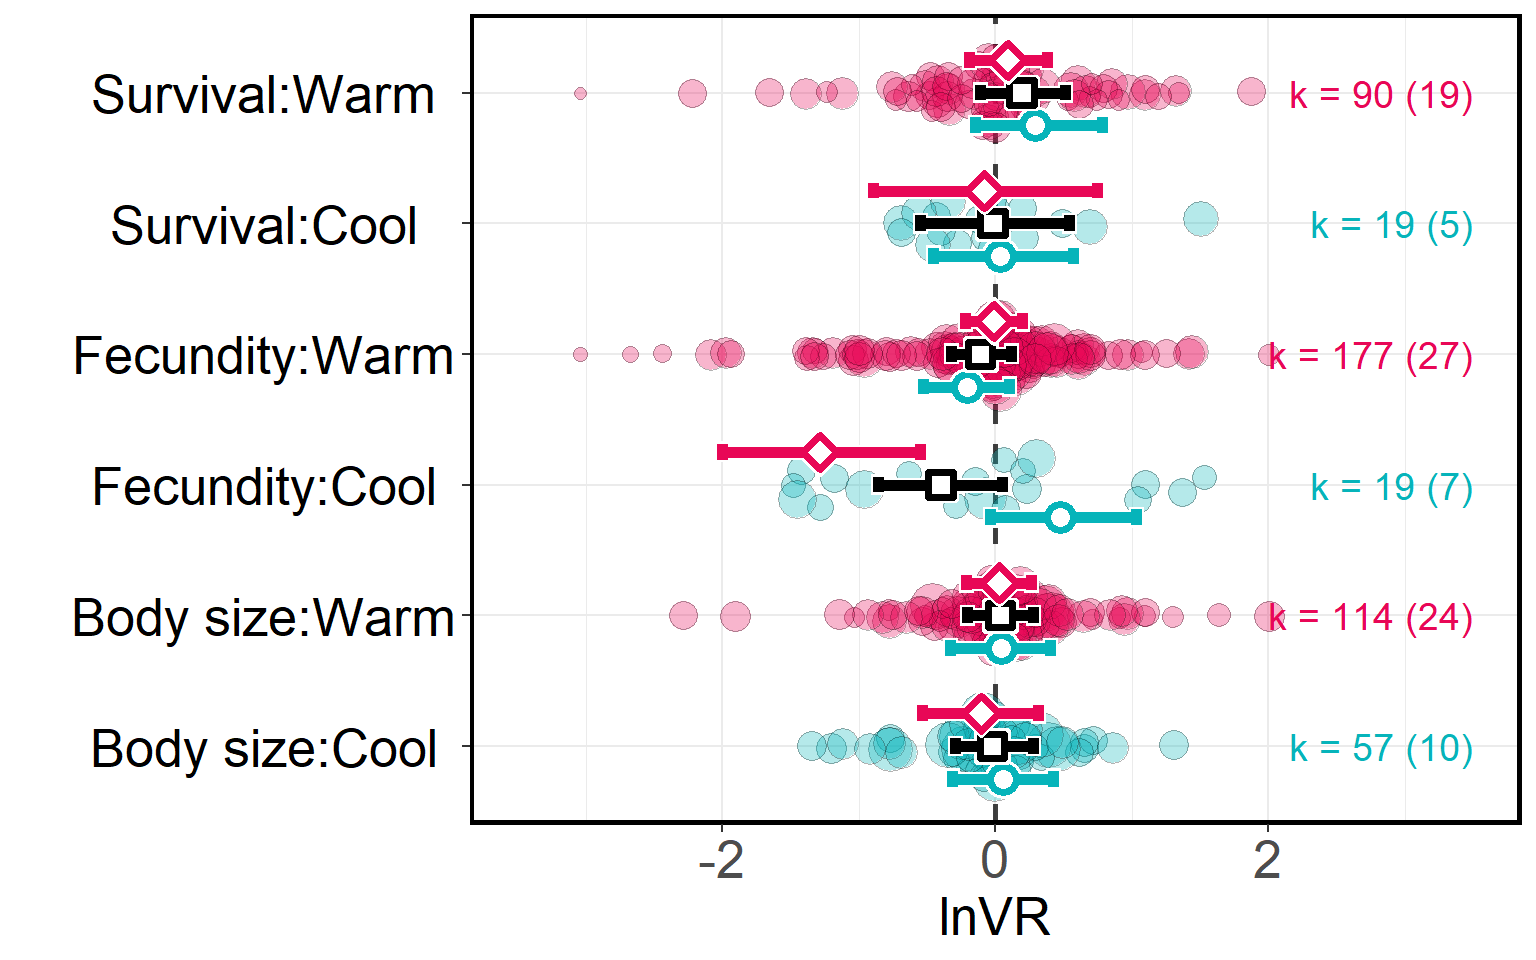 Survival:Warm k = 90 (19)
Survival:Cool k = 19 (5)
Fecundity:Warm k = 177 (27)
Fecundity:Cool k = 19 (7)
Body size:Warm k = 114 (24)
Body size:Cool k = 57 (10)
-2 0 2
lnVR